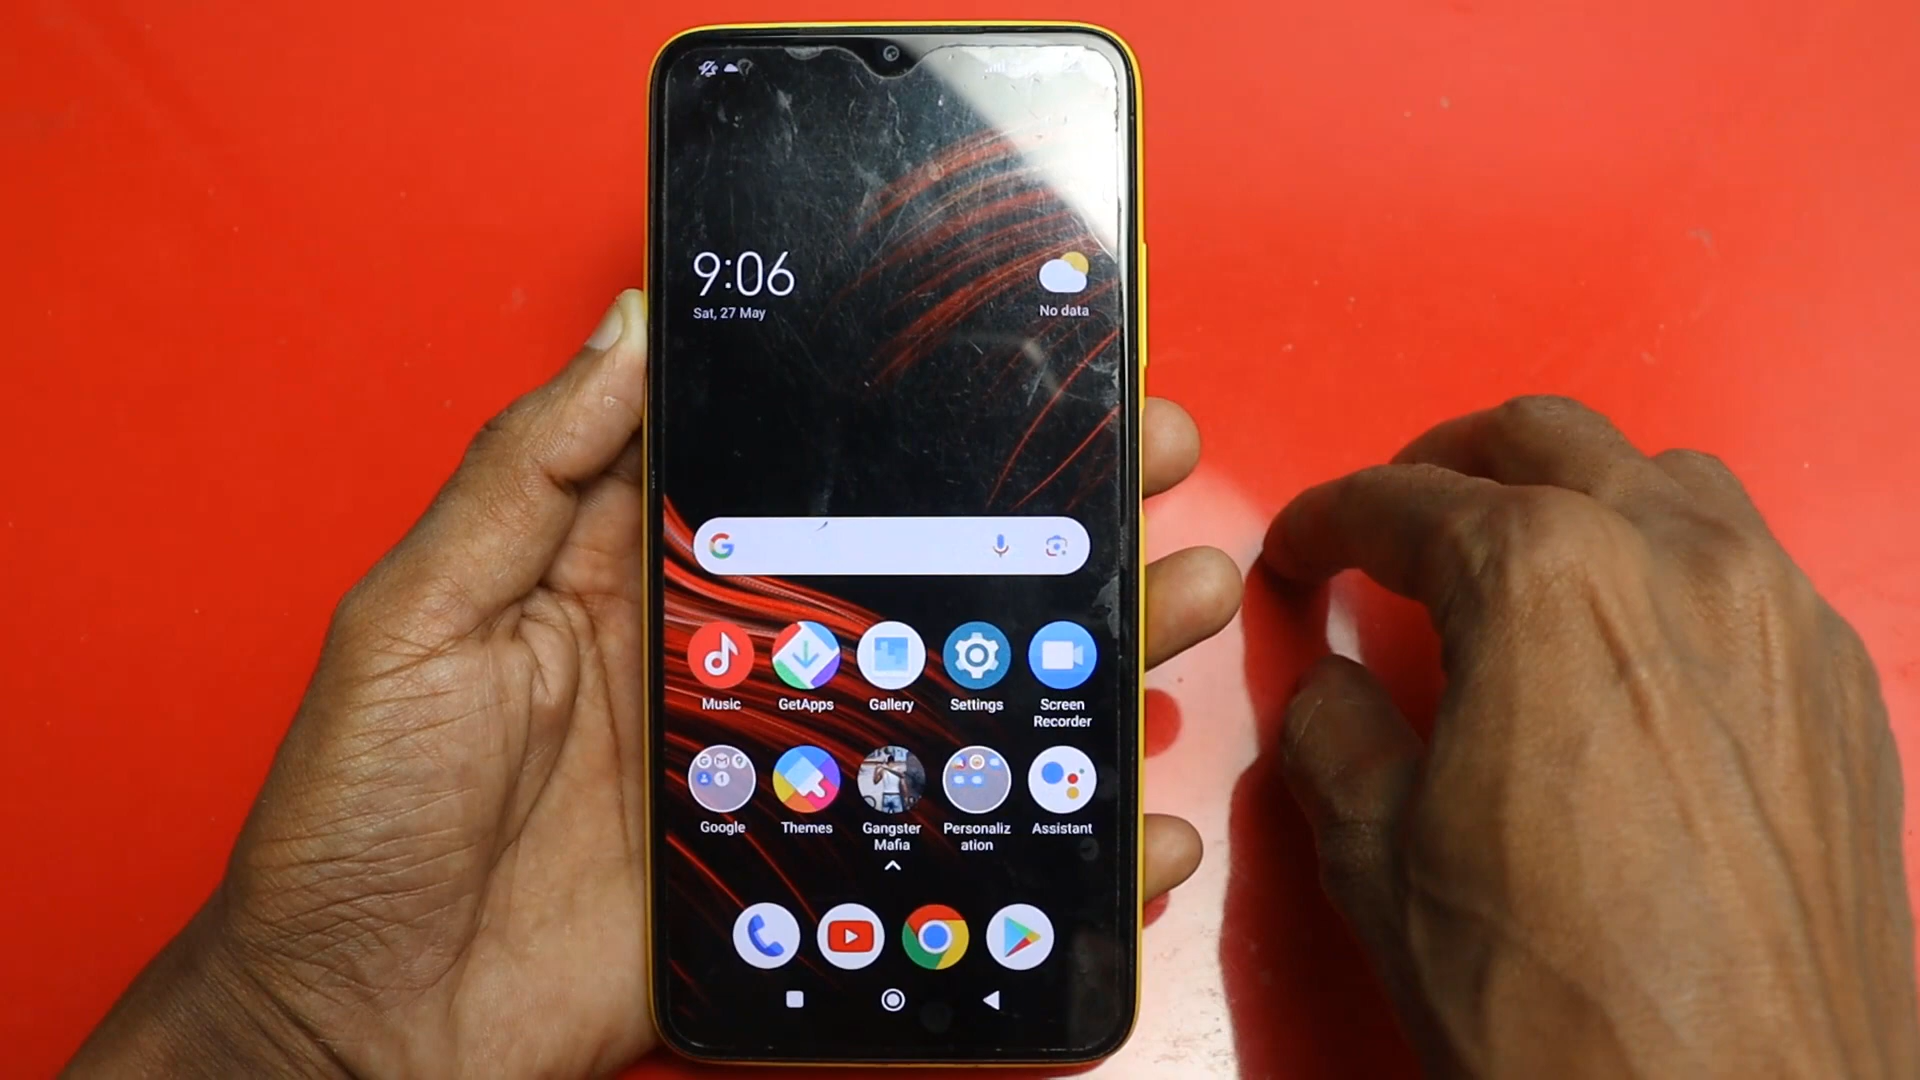 9:06
Sat, 27 May
No data
Music
GetApps
Gallery
Settings
Screen
Recorder
Google
Themes
Gangster
Mafia
Personaliz
ation
Assistant